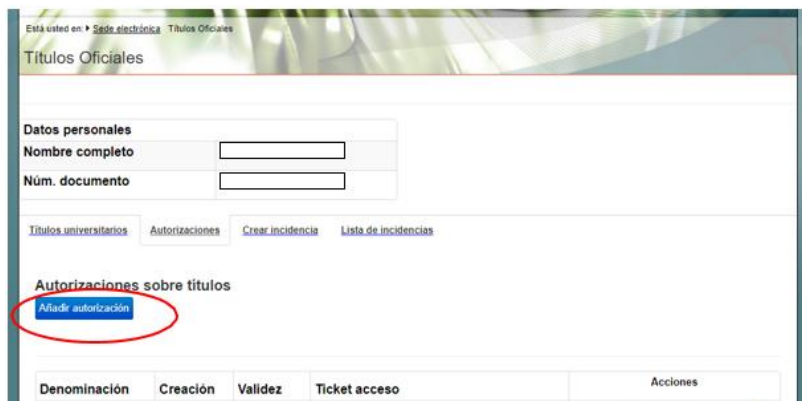 Está usted en: Sede electrónica Títulos Oficiales
Títulos Oficiales
Datos personales
Nombre completo
Núm. documento
Títulos universitarios Autorizaciones Crear incidencia Lista de incidencias
Autorizaciones sobre títulos
Añadir autorización
Denominación Creación Validez Ticket acceso Acciones